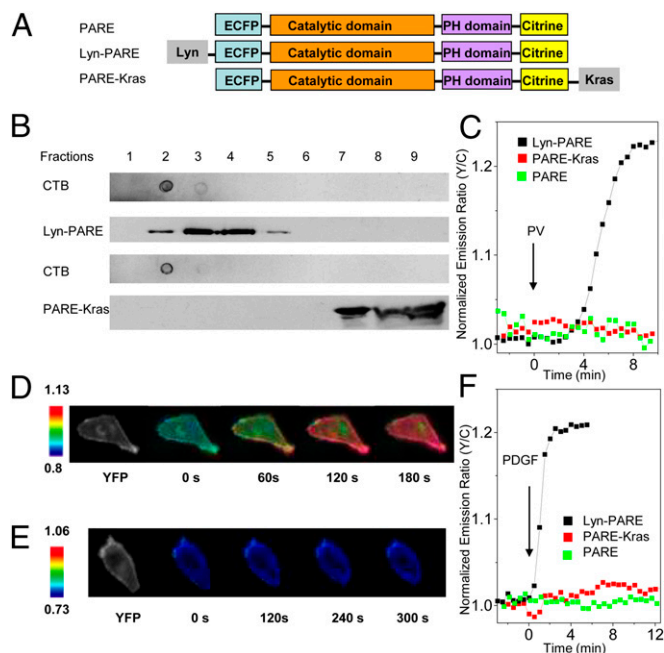 A
PARE
ECFP Catalytic domain PH domain Citrine
Lyn-PARE
Lyn ECFP Catalytic domain PH domain Citrine
PARE-Kras
ECFP Catalytic domain PH domain Citrine Kras
B
Fractions 1 2 3 4 5 6 7 8 9
CTB
Lyn-PARE
CTB
PARE-Kras
C
Normalized Emission Ratio (Y/C)
1.2
1.1
1.0
Lyn-PARE
PARE-Kras
PARE
PV
0 4 8
Time (min)
D
1.13
0.8
YFP 0 s 60s 120 s 180 s
E
1.06
0.73
YFP 0s 120s 240 s 300 s
F
Normalized Emission Ratio (Y/C)
1.2
1.1
1.0
PDGF
Lyn-PARE
PARE-Kras
PARE
0 4 8 12
Time (min)